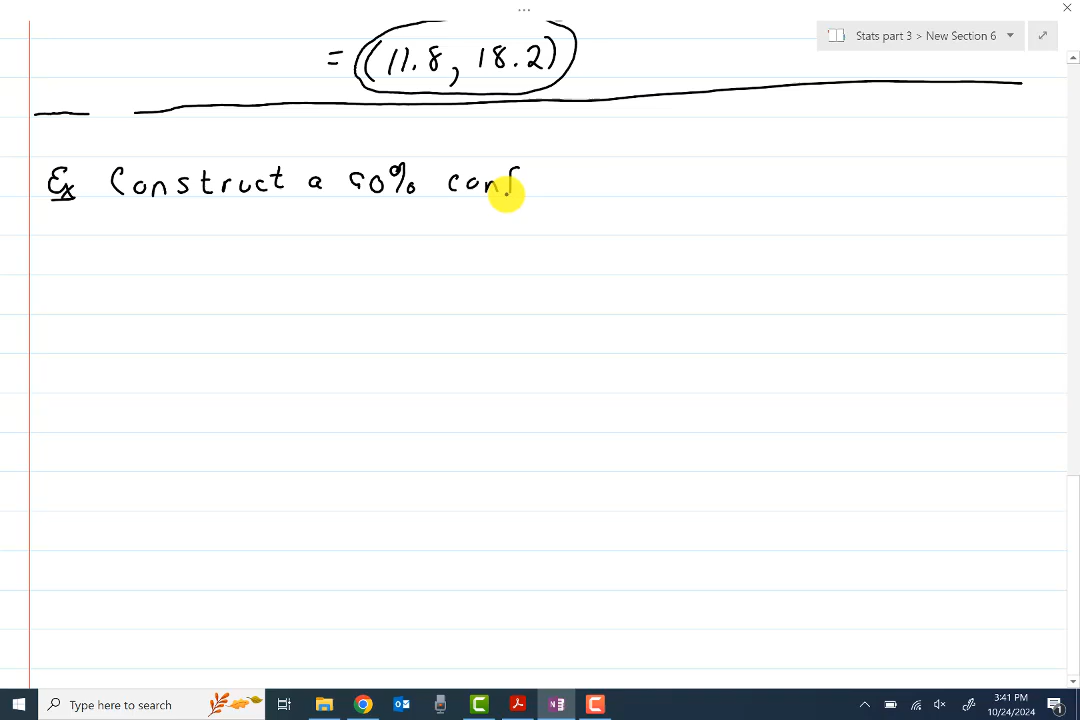 Stats part 3 > New Section 6
= (11.8, 18.2)
Ex Construct a 90% conf
Type here to search
3:41 PM
10/24/2024